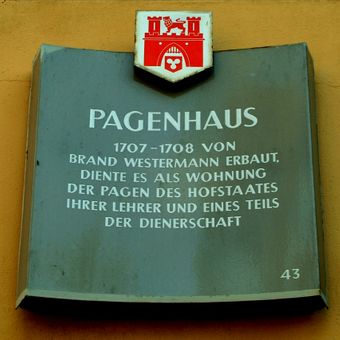 PAGENHAUS
1707-1708 VON
BRAND WESTERMANN ERBAUT,
DIENTE ES ALS WOHNUNG
DER PAGEN DES HOFSTAATES
IHRER LEHRER UND EINES TEILS
DER DIENERSCHAFT
43